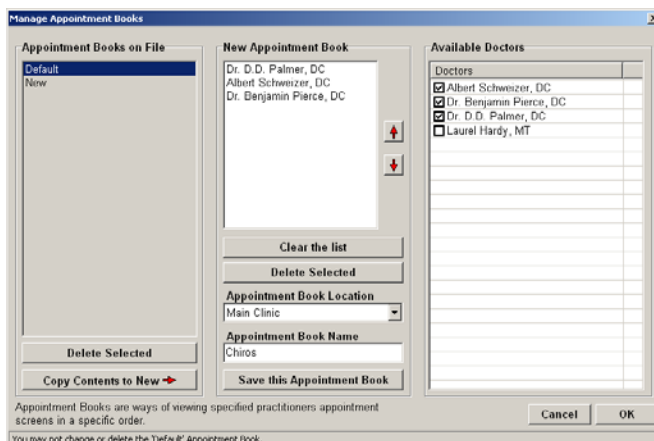 Manage Appointment Books
Appointment Books on File
Default
New
Delete Selected
Copy Contents to New
New Appointment Book
Dr. D.D. Palmer, DC
Albert Schweizer, DC
Dr. Benjamin Pierce, DC
Clear the list
Delete Selected
Appointment Book Location
Main Clinic
Appointment Book Name
Chiros
Save this Appointment Book
Available Doctors
Doctors
Albert Schweizer, DC
Dr. Benjamin Pierce, DC
Dr. D.D. Palmer, DC
Laurel Hardy, MT
Appointment Books are ways of viewing specified practitioners appointment
screens in a specific order.
Cancel
OK
You may not change or delete the 'Default' Appointment Book